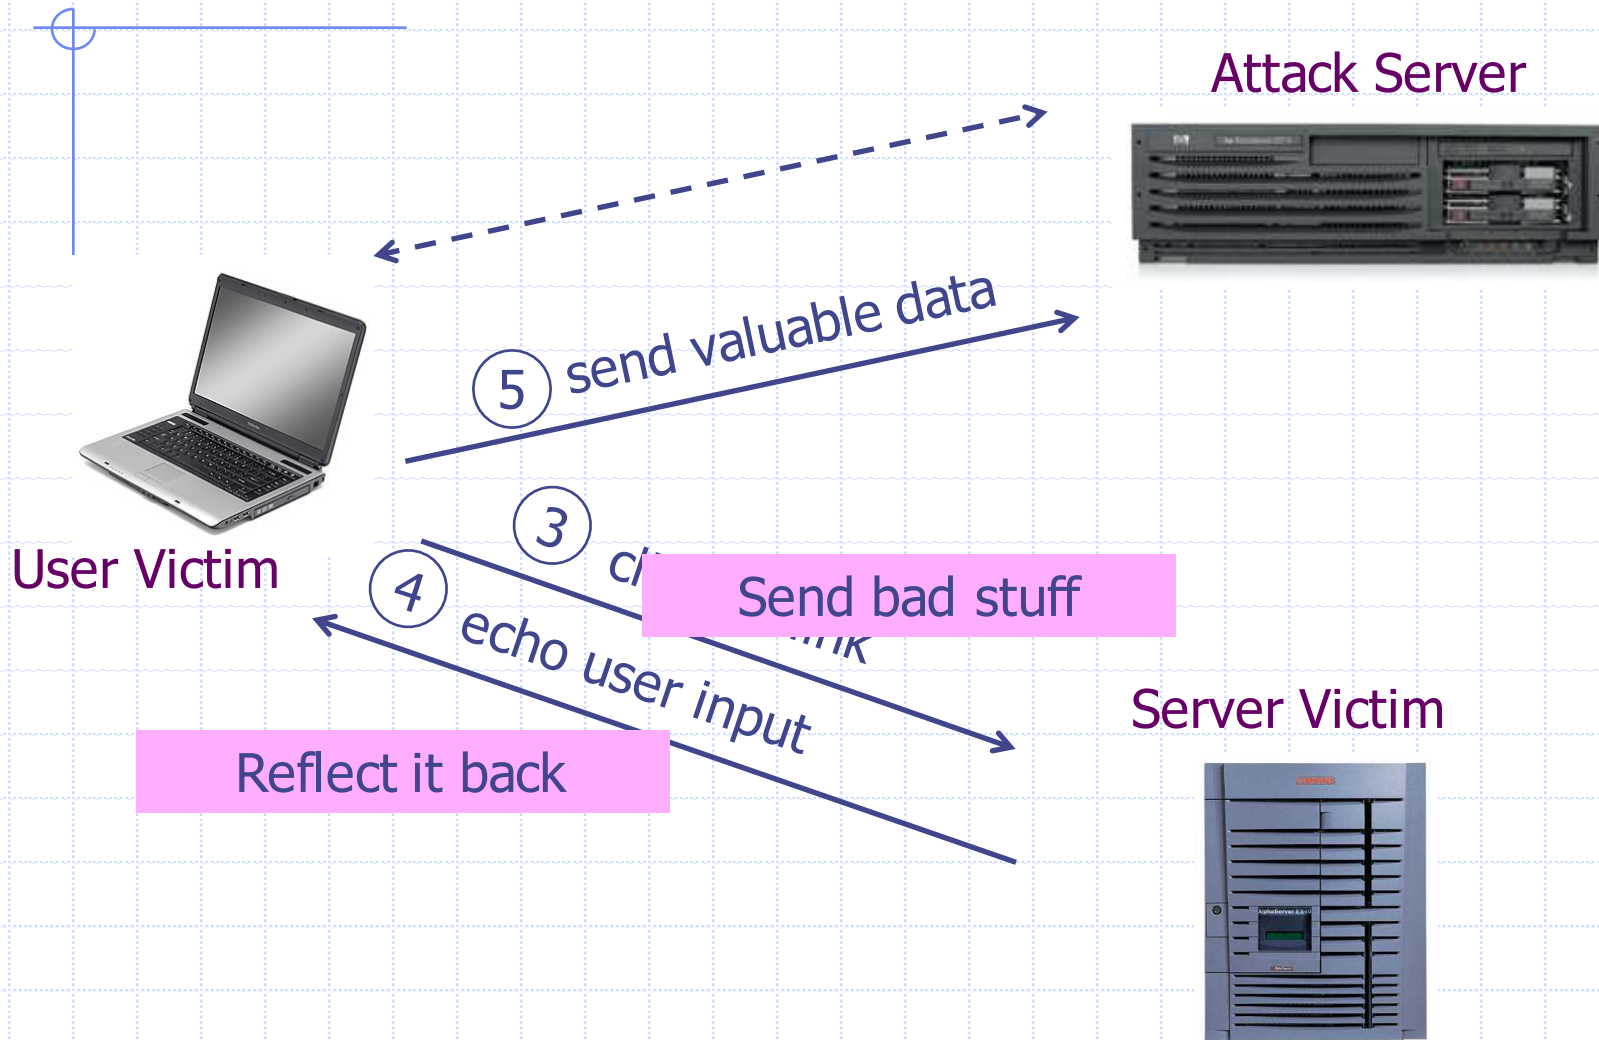 Attack Server
5 send valuable data
3
Send bad stuff
User Victim
4 echo user input
Server Victim
Reflect it back
AlphaServer